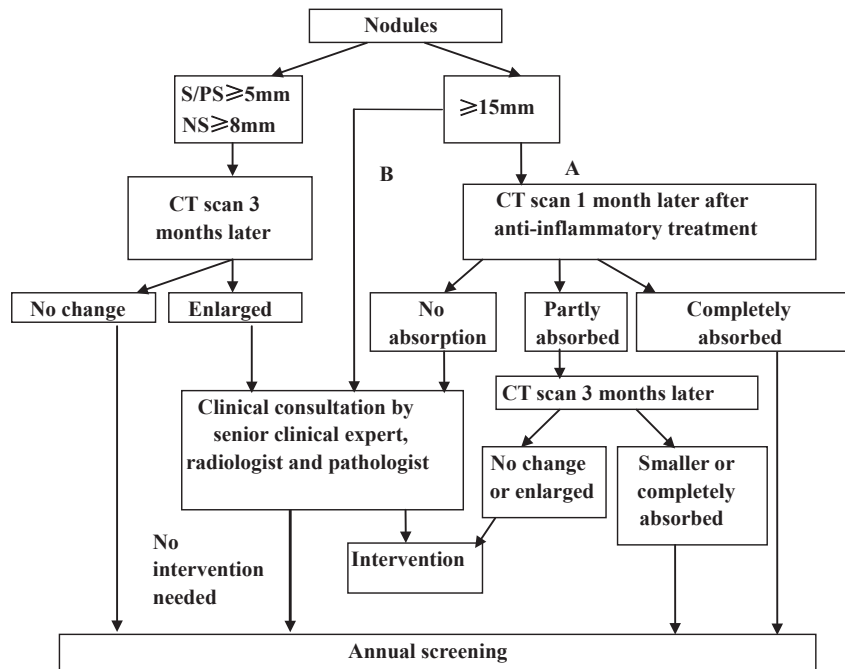 Nodules
S/PS≥5mm
NS≥8mm
≥15mm
B
A
CT scan 3
months later
CT scan 1 month later after
anti-inflammatory treatment
No change
Enlarged
No
absorption
Partly
absorbed
Completely
absorbed
CT scan 3 months later
Clinical consultation by
senior clinical expert,
radiologist and pathologist
No change
or enlarged
Smaller or
completely
absorbed
No
intervention
needed
Intervention
Annual screening